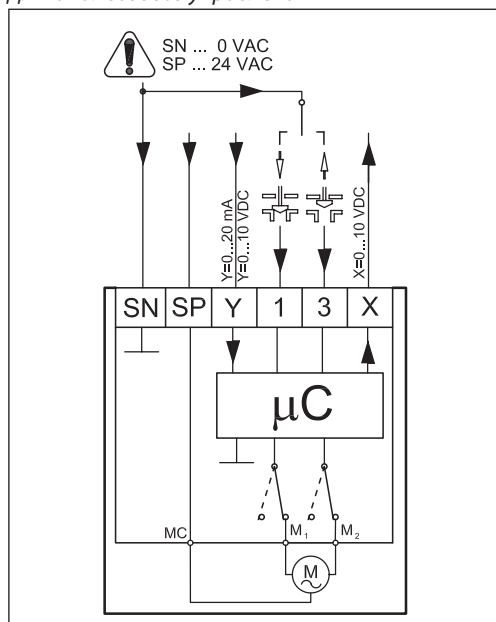 SN ... 0 VAC
SP ... 24 VAC
Y=0...20 mA
Y=0...10 VDC
X=0...10 VDC
SN SP Y 1 3 X
µC
MC M₁ M₂
M